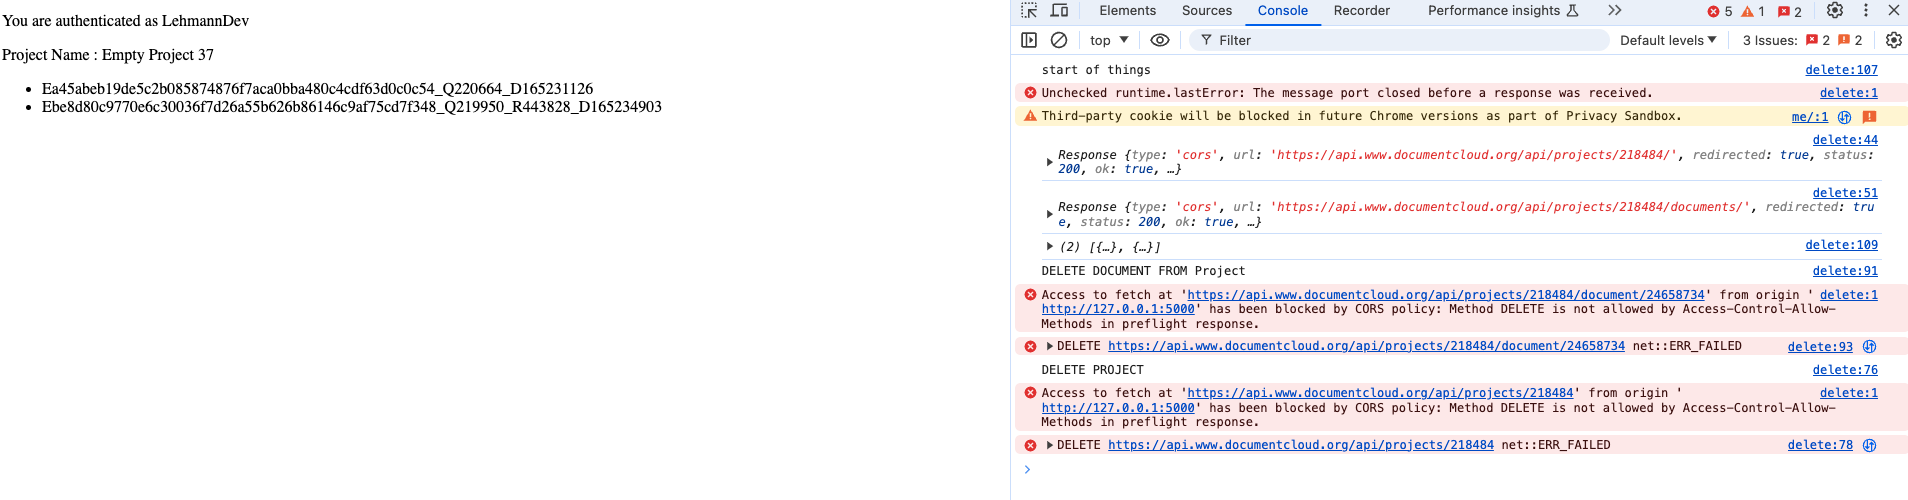 You are authenticated as LehmannDev
Project Name : Empty Project 37
Ea45abeb19de5c2b085874876f7aca0bba480c4cdf63d0c0c54_Q220664_D165231126
Ebe8d80c9770e6c30036f7d26a55b626b86146c9af75cd7f348_Q219950_R443828_D165234903
Elements Sources Console Recorder Performance insights 5 1 2
top Filter Default levels 3 Issues: 2 2
start of things delete:107
Unchecked runtime.lastError: The message port closed before a response was received. delete:1
Third-party cookie will be blocked in future Chrome versions as part of Privacy Sandbox. me/:1
delete:44
Response {type: 'cors', url: 'https://api.www.documentcloud.org/api/projects/218484/', redirected: true, status:
200, ok: true, …}
delete:51
Response {type: 'cors', url: 'https://api.www.documentcloud.org/api/projects/218484/documents/', redirected: tru
e, status: 200, ok: true, …}
(2) [{…}, {…}] delete:109
DELETE DOCUMENT FROM Project delete:91
Access to fetch at 'https://api.www.documentcloud.org/api/projects/218484/document/24658734' from origin ' delete:1
http://127.0.0.1:5000' has been blocked by CORS policy: Method DELETE is not allowed by Access-Control-Allow-
Methods in preflight response.
DELETE https://api.www.documentcloud.org/api/projects/218484/document/24658734 net::ERR_FAILED delete:93
DELETE PROJECT delete:76
Access to fetch at 'https://api.www.documentcloud.org/api/projects/218484' from origin ' delete:1
http://127.0.0.1:5000' has been blocked by CORS policy: Method DELETE is not allowed by Access-Control-Allow-
Methods in preflight response.
DELETE https://api.www.documentcloud.org/api/projects/218484 net::ERR_FAILED delete:78